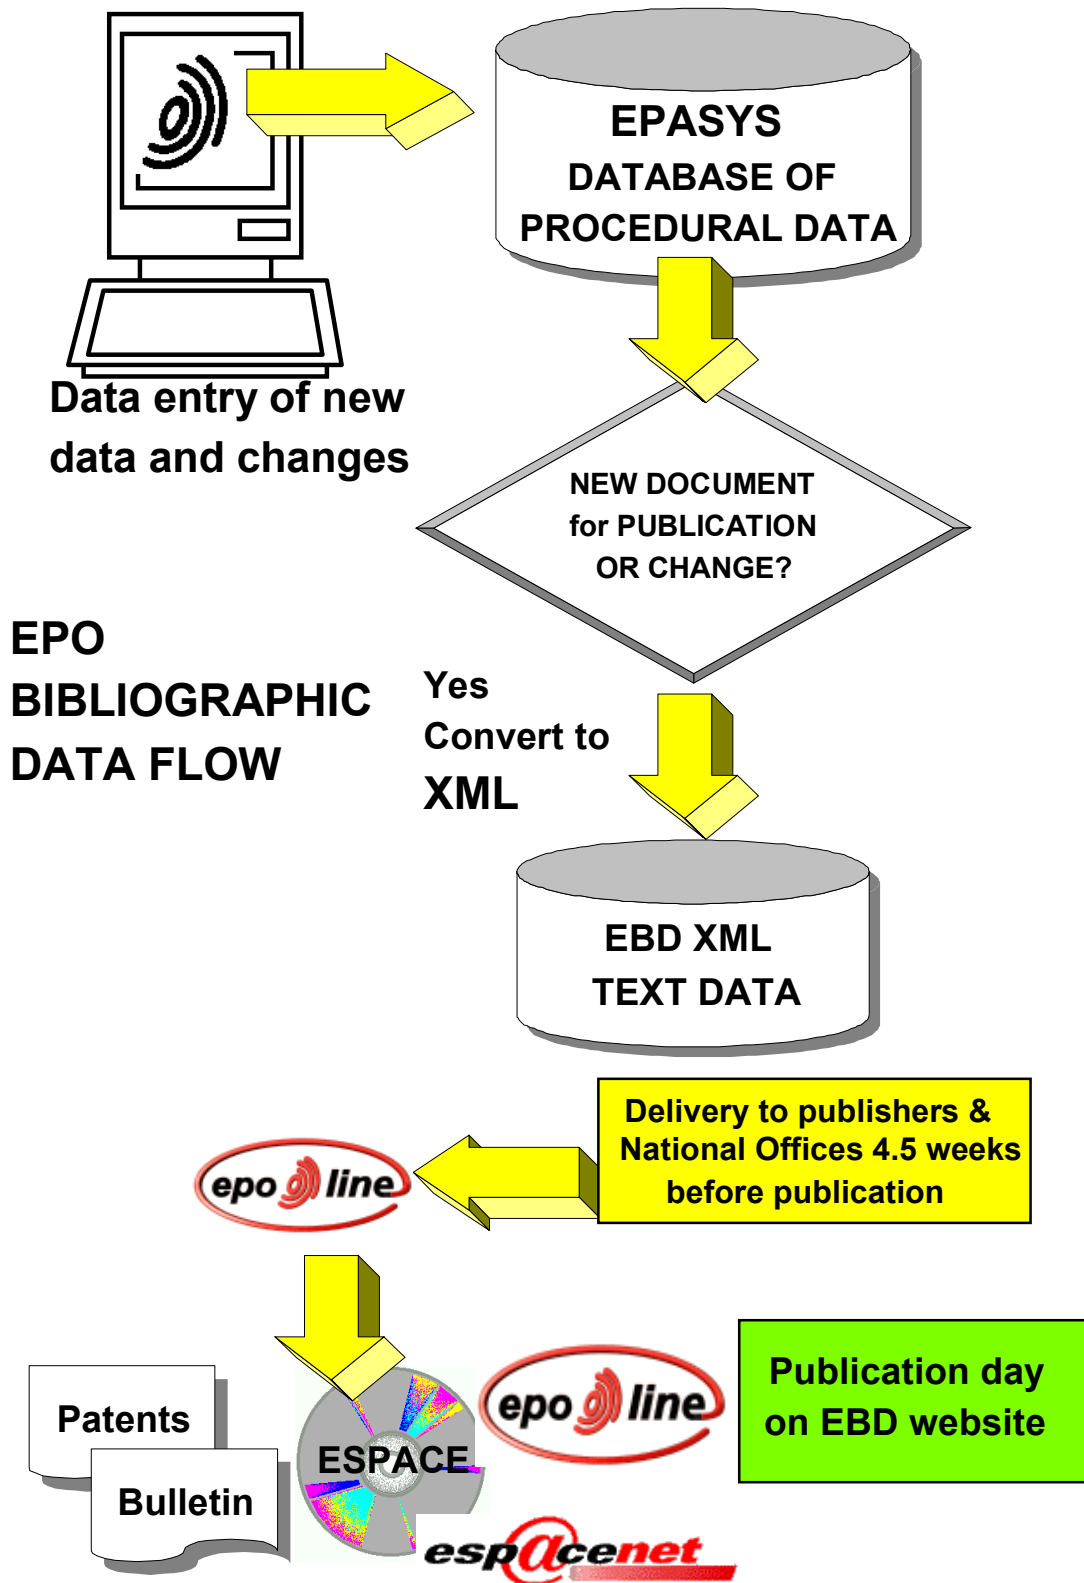 EPASYS
DATABASE OF
PROCEDURAL DATA
Data entry of new
data and changes
NEW DOCUMENT
for PUBLICATION
OR CHANGE?
EPO
BIBLIOGRAPHIC
DATA FLOW
Yes
Convert to
XML
EBD XML
TEXT DATA
Delivery to publishers &
National Offices 4.5 weeks
before publication
epo line
Patents
Bulletin
ESPACE
epo line
Publication day
on EBD website
esp@cenet